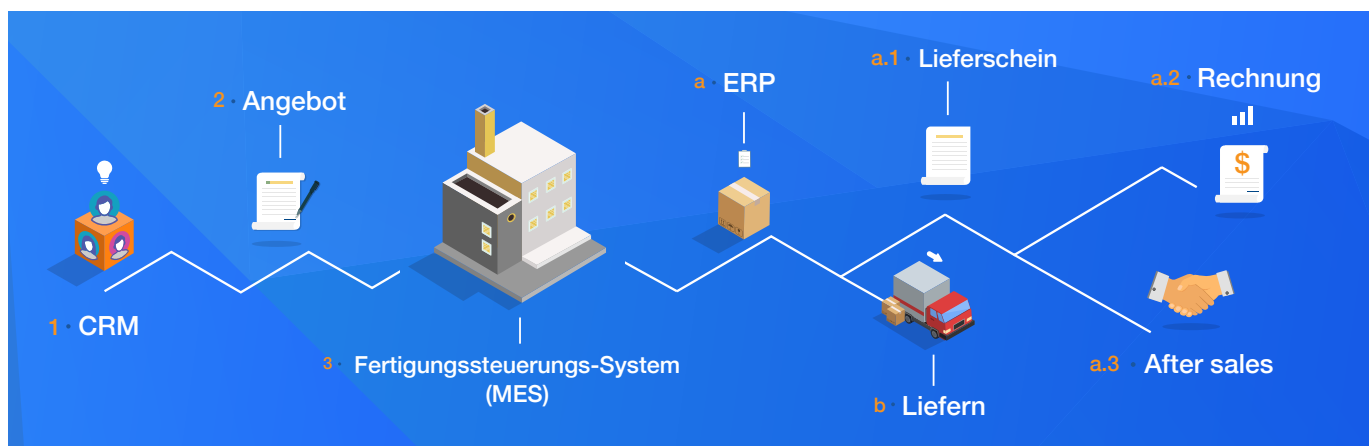 1 · CRM
2 · Angebot
3 · Fertigungssteuerungs-System
(MES)
a · ERP
a.1 · Lieferschein
a.2 · Rechnung
$
a.3 · After sales
b · Liefern